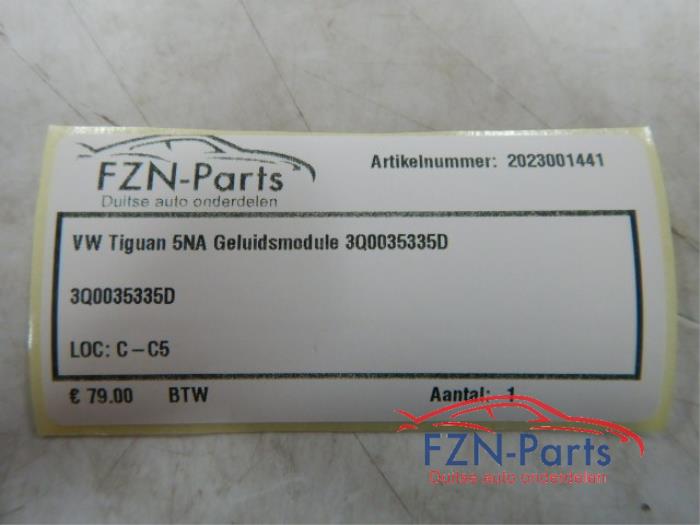 FZN-Parts
Duitse auto onderdelen
Artikelnummer: 2023001441
VW Tiguan 5NA Geluidsmodule 3Q0035335D
3Q0035335D
LOC: C-C5
€ 79.00 BTW Aantal: 1
FZN-Parts
Duitse auto onderdelen